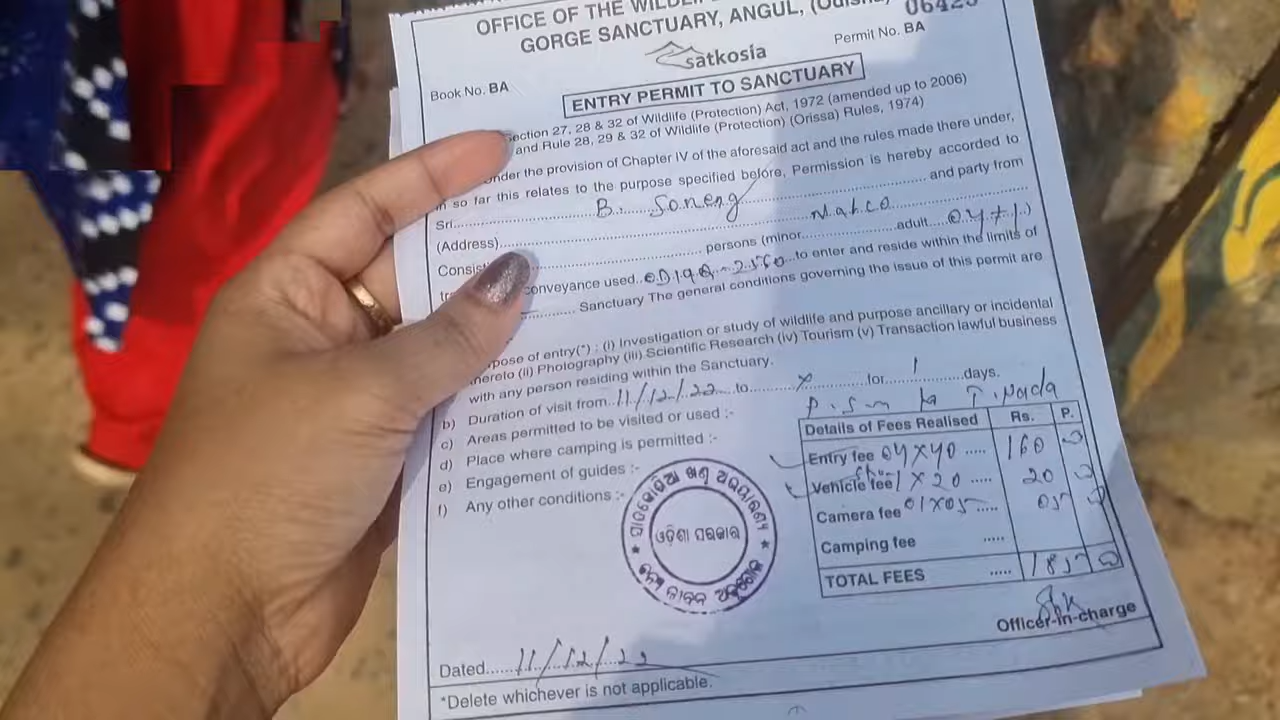 OFFICE OF THE
GORGE SANCTUARY, ANGUL,
satkosia
Permit No. BA
Book No. BA
ENTRY PERMIT TO SANCTUARY
Section 27, 28 & 32 of Wildlife (Protection) Act, 1972 (amended up to 2006)
and Rule 28, 29 & 32 of Wildlife (Protection) (Orissa) Rules, 1974)
nder the provision of Chapter IV of the aforesaid act and the rules made there under,
so far this relates to the purpose specified before, Permission is hereby accorded to
Sri............ B. Soneng ............ and party from
(Address)............
............ persons (minor............adult............)
conveyance used............to enter and reside within the limits of
............ Sanctuary The general conditions governing the issue of this permit are
pose of entry(*) : (i) Investigation or study of wildlife and purpose ancillary or incidental
hereto (ii) Photography (iii) Scientific Research (iv) Tourism (v) Transaction lawful business
with any person residing within the Sanctuary.
b) Duration of visit from..11/12/22..to.....x.....for.....1.....days.
c) Areas permitted to be visited or used :-
d) Place where camping is permitted :-
e) Engagement of guides :-
f) Any other conditions :-
Details of Fees Realised Rs. P.
Entry fee 04x40 ..... 160
Vehicle fee 1 x 20 ..... 20
Camera fee 01x05 ..... 05
Camping fee .....
TOTAL FEES ..... 185
ସାତକୋଶିଆ ଗଣ୍ଡ ଅଭୟାରଣ୍ୟ
ଓଡ଼ିଶା ସରକାର
Officer-in-charge
Dated......11/12/22
*Delete whichever is not applicable.